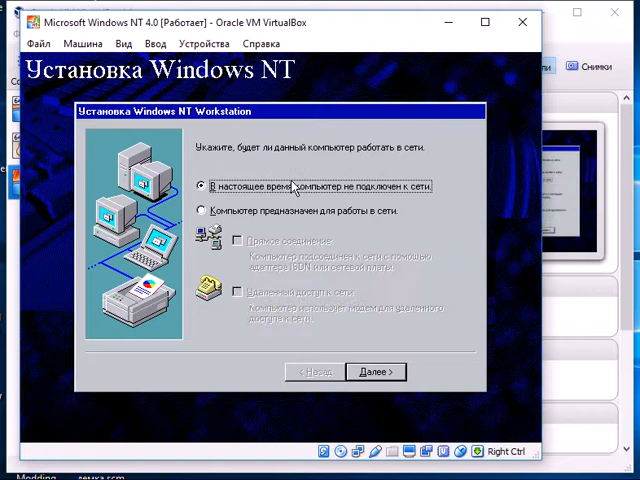 Microsoft Windows NT 4.0 [Работает] - Oracle VM VirtualBox
Файл Машина Вид Ввод Устройства Справка
Установка Windows NT
Снимки
Установка Windows NT Workstation
Укажите, будет ли данный компьютер работать в сети.
В настоящее время компьютер не подключен к сети.
Компьютер предназначен для работы в сети.
Прямое соединение:
Компьютер подсоединен к сети с помощью
адаптера ISDN или сетевой платы.
Удаленный доступ к сети:
Компьютер использует модем для удаленного
доступа к сети.
< Назад Далее >
Right Ctrl
Modding